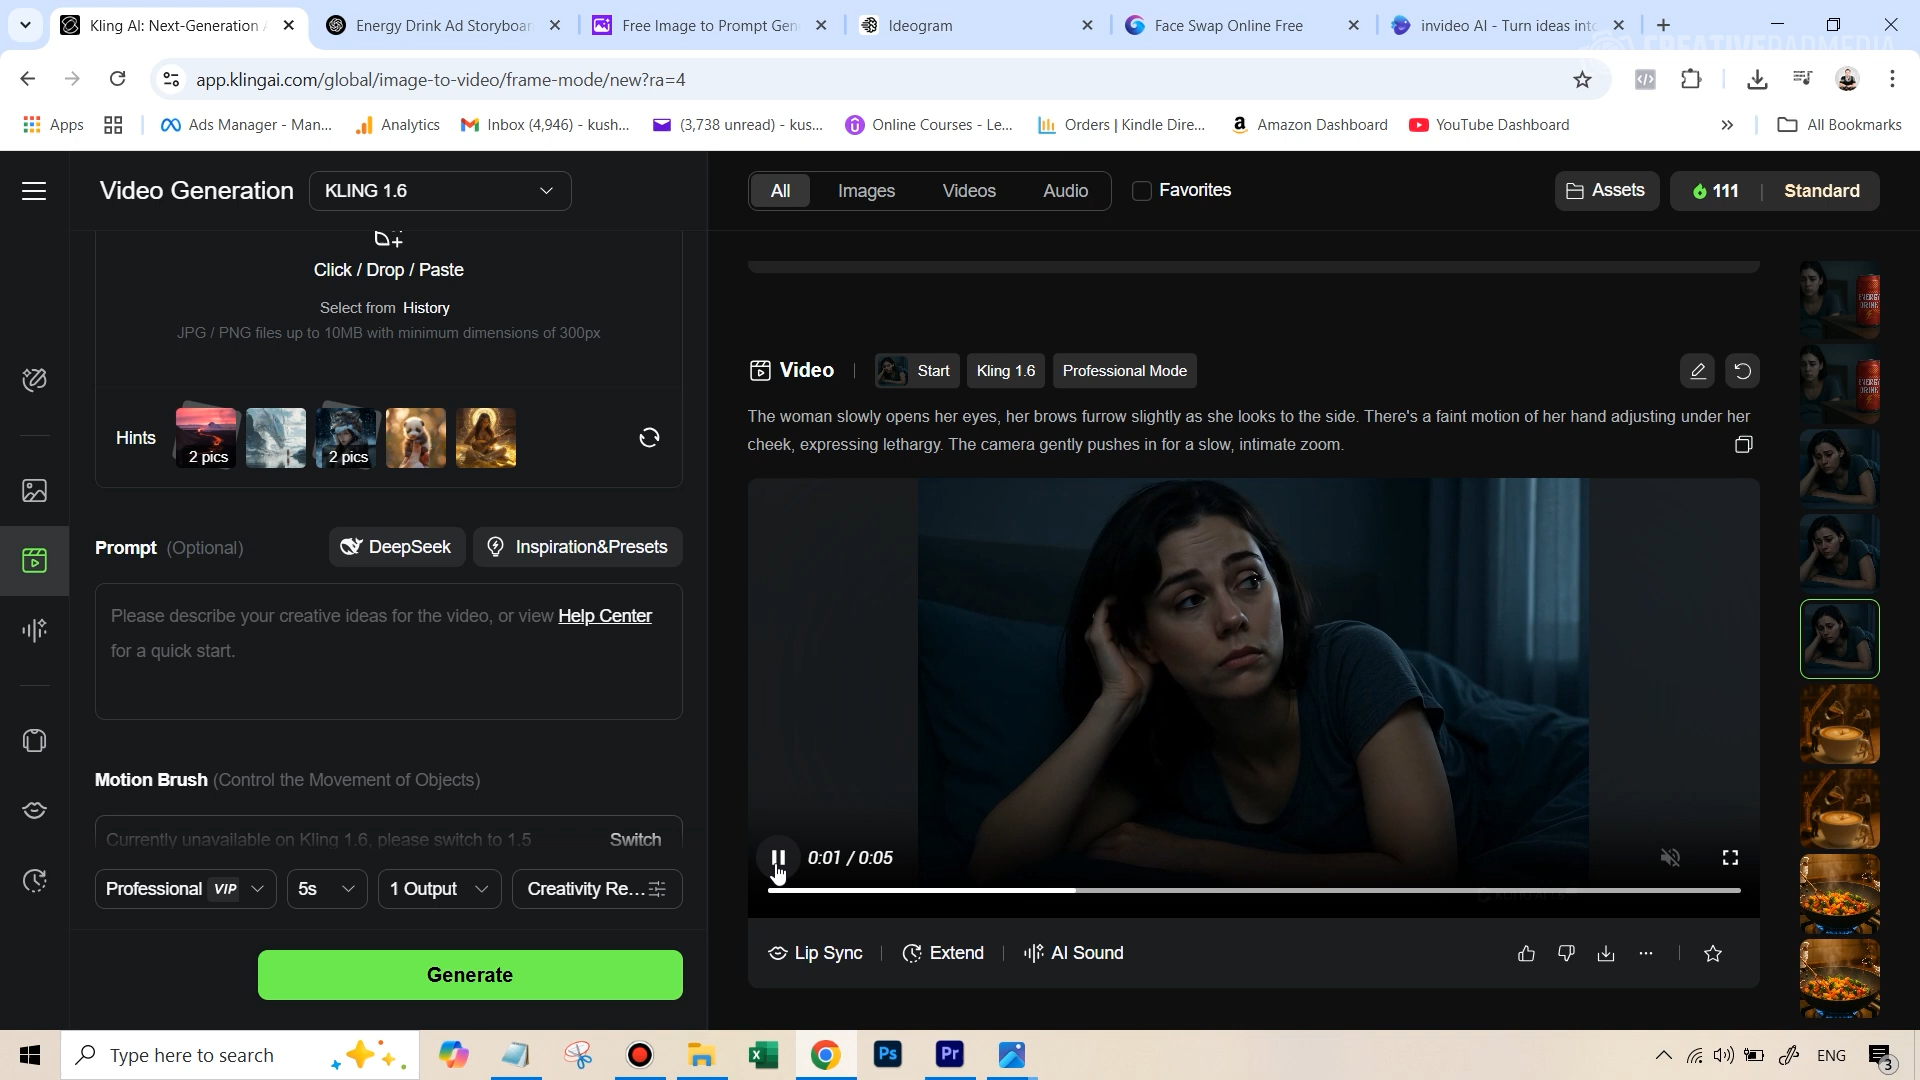 Kling AI: Next-Generation A
Energy Drink Ad Storyboar
Free Image to Prompt Gen
Ideogram
Face Swap Online Free
invideo AI - Turn ideas into
CREATIVEPADMEDIA
app.klingai.com/global/image-to-video/frame-mode/new?ra=4
Apps
Ads Manager - Man...
Analytics
Inbox (4,946) - kush...
(3,738 unread) - kus...
Online Courses - Le...
Orders | Kindle Dire...
Amazon Dashboard
YouTube Dashboard
All Bookmarks
Video Generation
KLING 1.6
All
Images
Videos
Audio
Favorites
Assets
111
Standard
Click / Drop / Paste
Select from History
JPG / PNG files up to 10MB with minimum dimensions of 300px
Hints
2 pics
2 pics
Prompt (Optional)
DeepSeek
Inspiration&Presets
Please describe your creative ideas for the video, or view Help Center
for a quick start.
Motion Brush (Control the Movement of Objects)
Currently unavailable on Kling 1.6, please switch to 1.5
Switch
Professional VIP
5s
1 Output
Creativity Re...
Generate
Video
Start
Kling 1.6
Professional Mode
The woman slowly opens her eyes, her brows furrow slightly as she looks to the side. There's a faint motion of her hand adjusting under her
cheek, expressing lethargy. The camera gently pushes in for a slow, intimate zoom.
0:01 / 0:05
Lip Sync
Extend
AI Sound
ENERG
DRINK
ENERG
DRINK
Type here to search
Ps
Pr
ENG
3